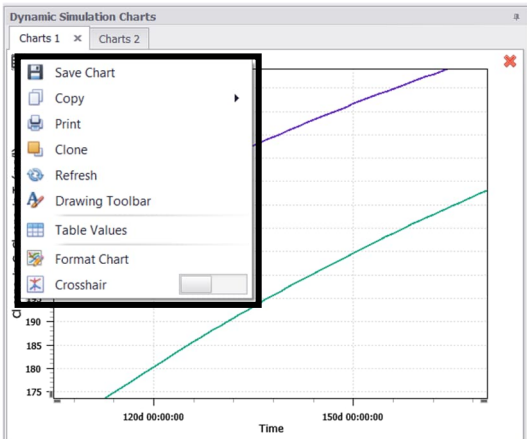 Dynamic Simulation Charts
Charts 1
Charts 2
Save Chart
Copy
Print
Clone
Refresh
Drawing Toolbar
Table Values
Format Chart
Crosshair
195
190
185
180
175
120d 00:00:00
150d 00:00:00
Time